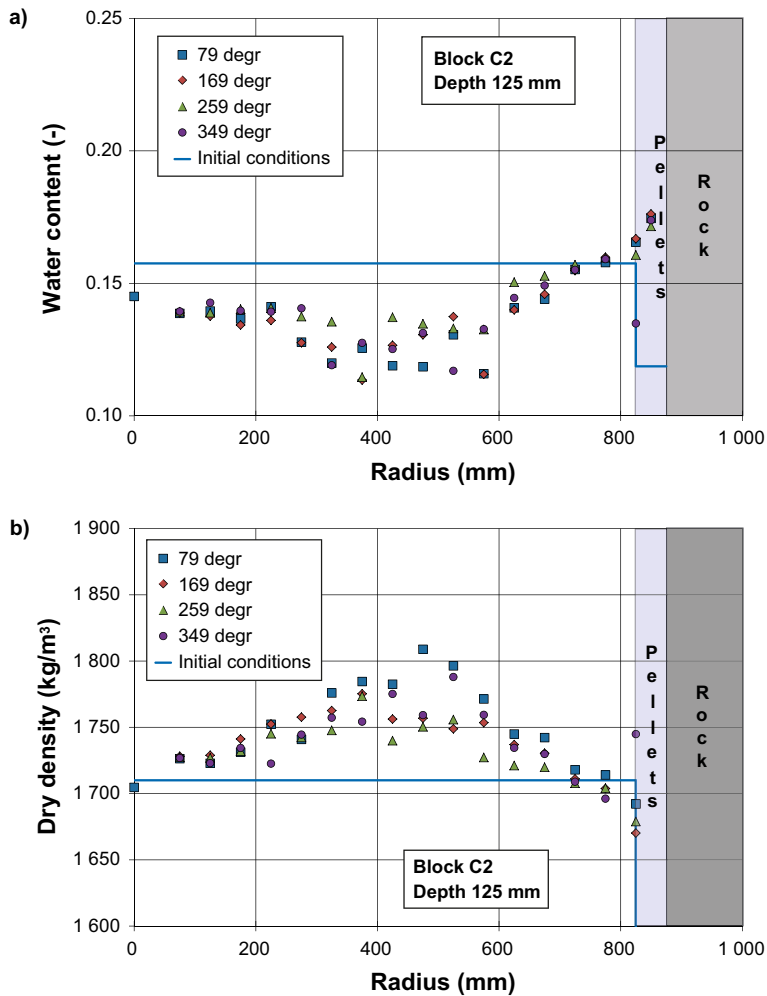 a)
0.25
0.20
0.15
0.10
Water content (-)
79 degr
169 degr
259 degr
349 degr
Initial conditions
Block C2
Depth 125 mm
Pellets
Rock
0 200 400 600 800 1 000
Radius (mm)
b)
1 900
1 850
1 800
1 750
1 700
1 650
1 600
Dry density (kg/m³)
79 degr
169 degr
259 degr
349 degr
Initial conditions
Block C2
Depth 125 mm
Pellets
Rock
0 200 400 600 800 1 000
Radius (mm)